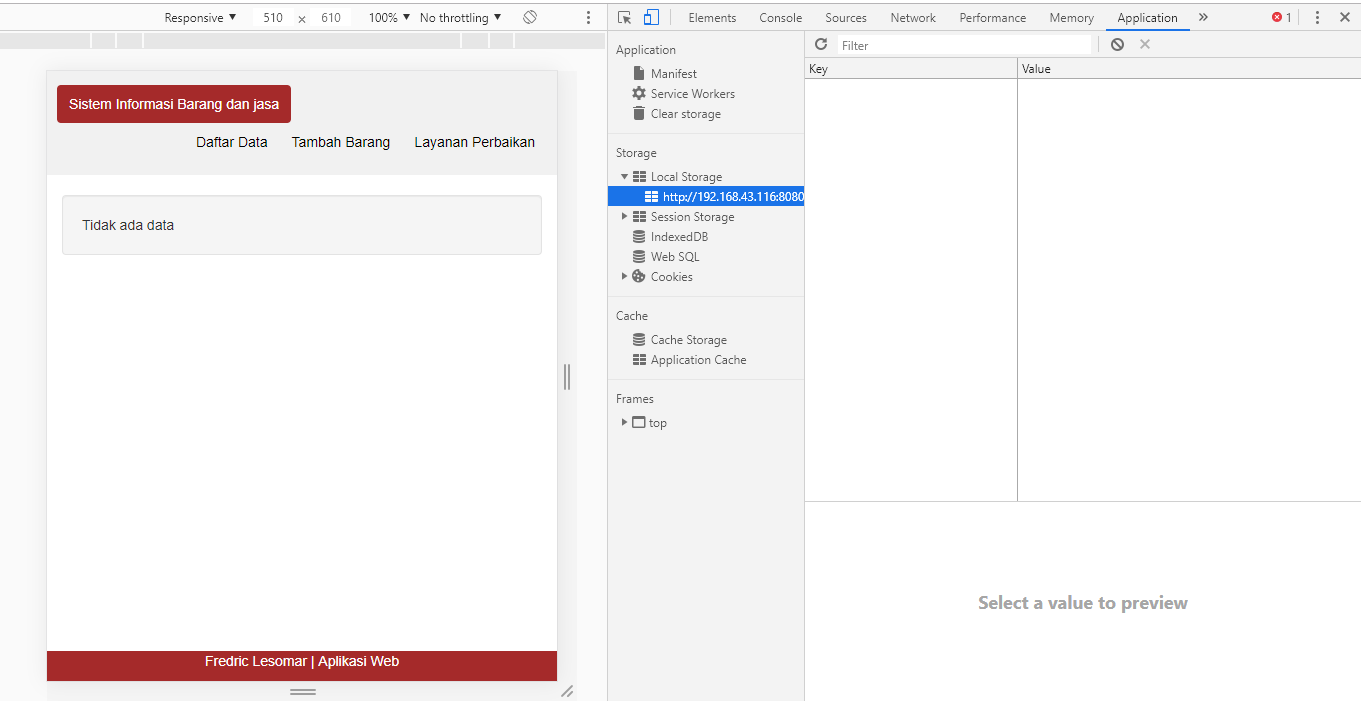 Responsive ▼ 510 x 610 100% ▼ No throttling ▼
Elements Console Sources Network Performance Memory Application » 1
Sistem Informasi Barang dan jasa
Daftar Data Tambah Barang Layanan Perbaikan
Tidak ada data
Fredric Lesomar | Aplikasi Web
Application
Manifest
Service Workers
Clear storage
Storage
Local Storage
http://192.168.43.116:8080
Session Storage
IndexedDB
Web SQL
Cookies
Cache
Cache Storage
Application Cache
Frames
top
Filter
Key Value
Select a value to preview